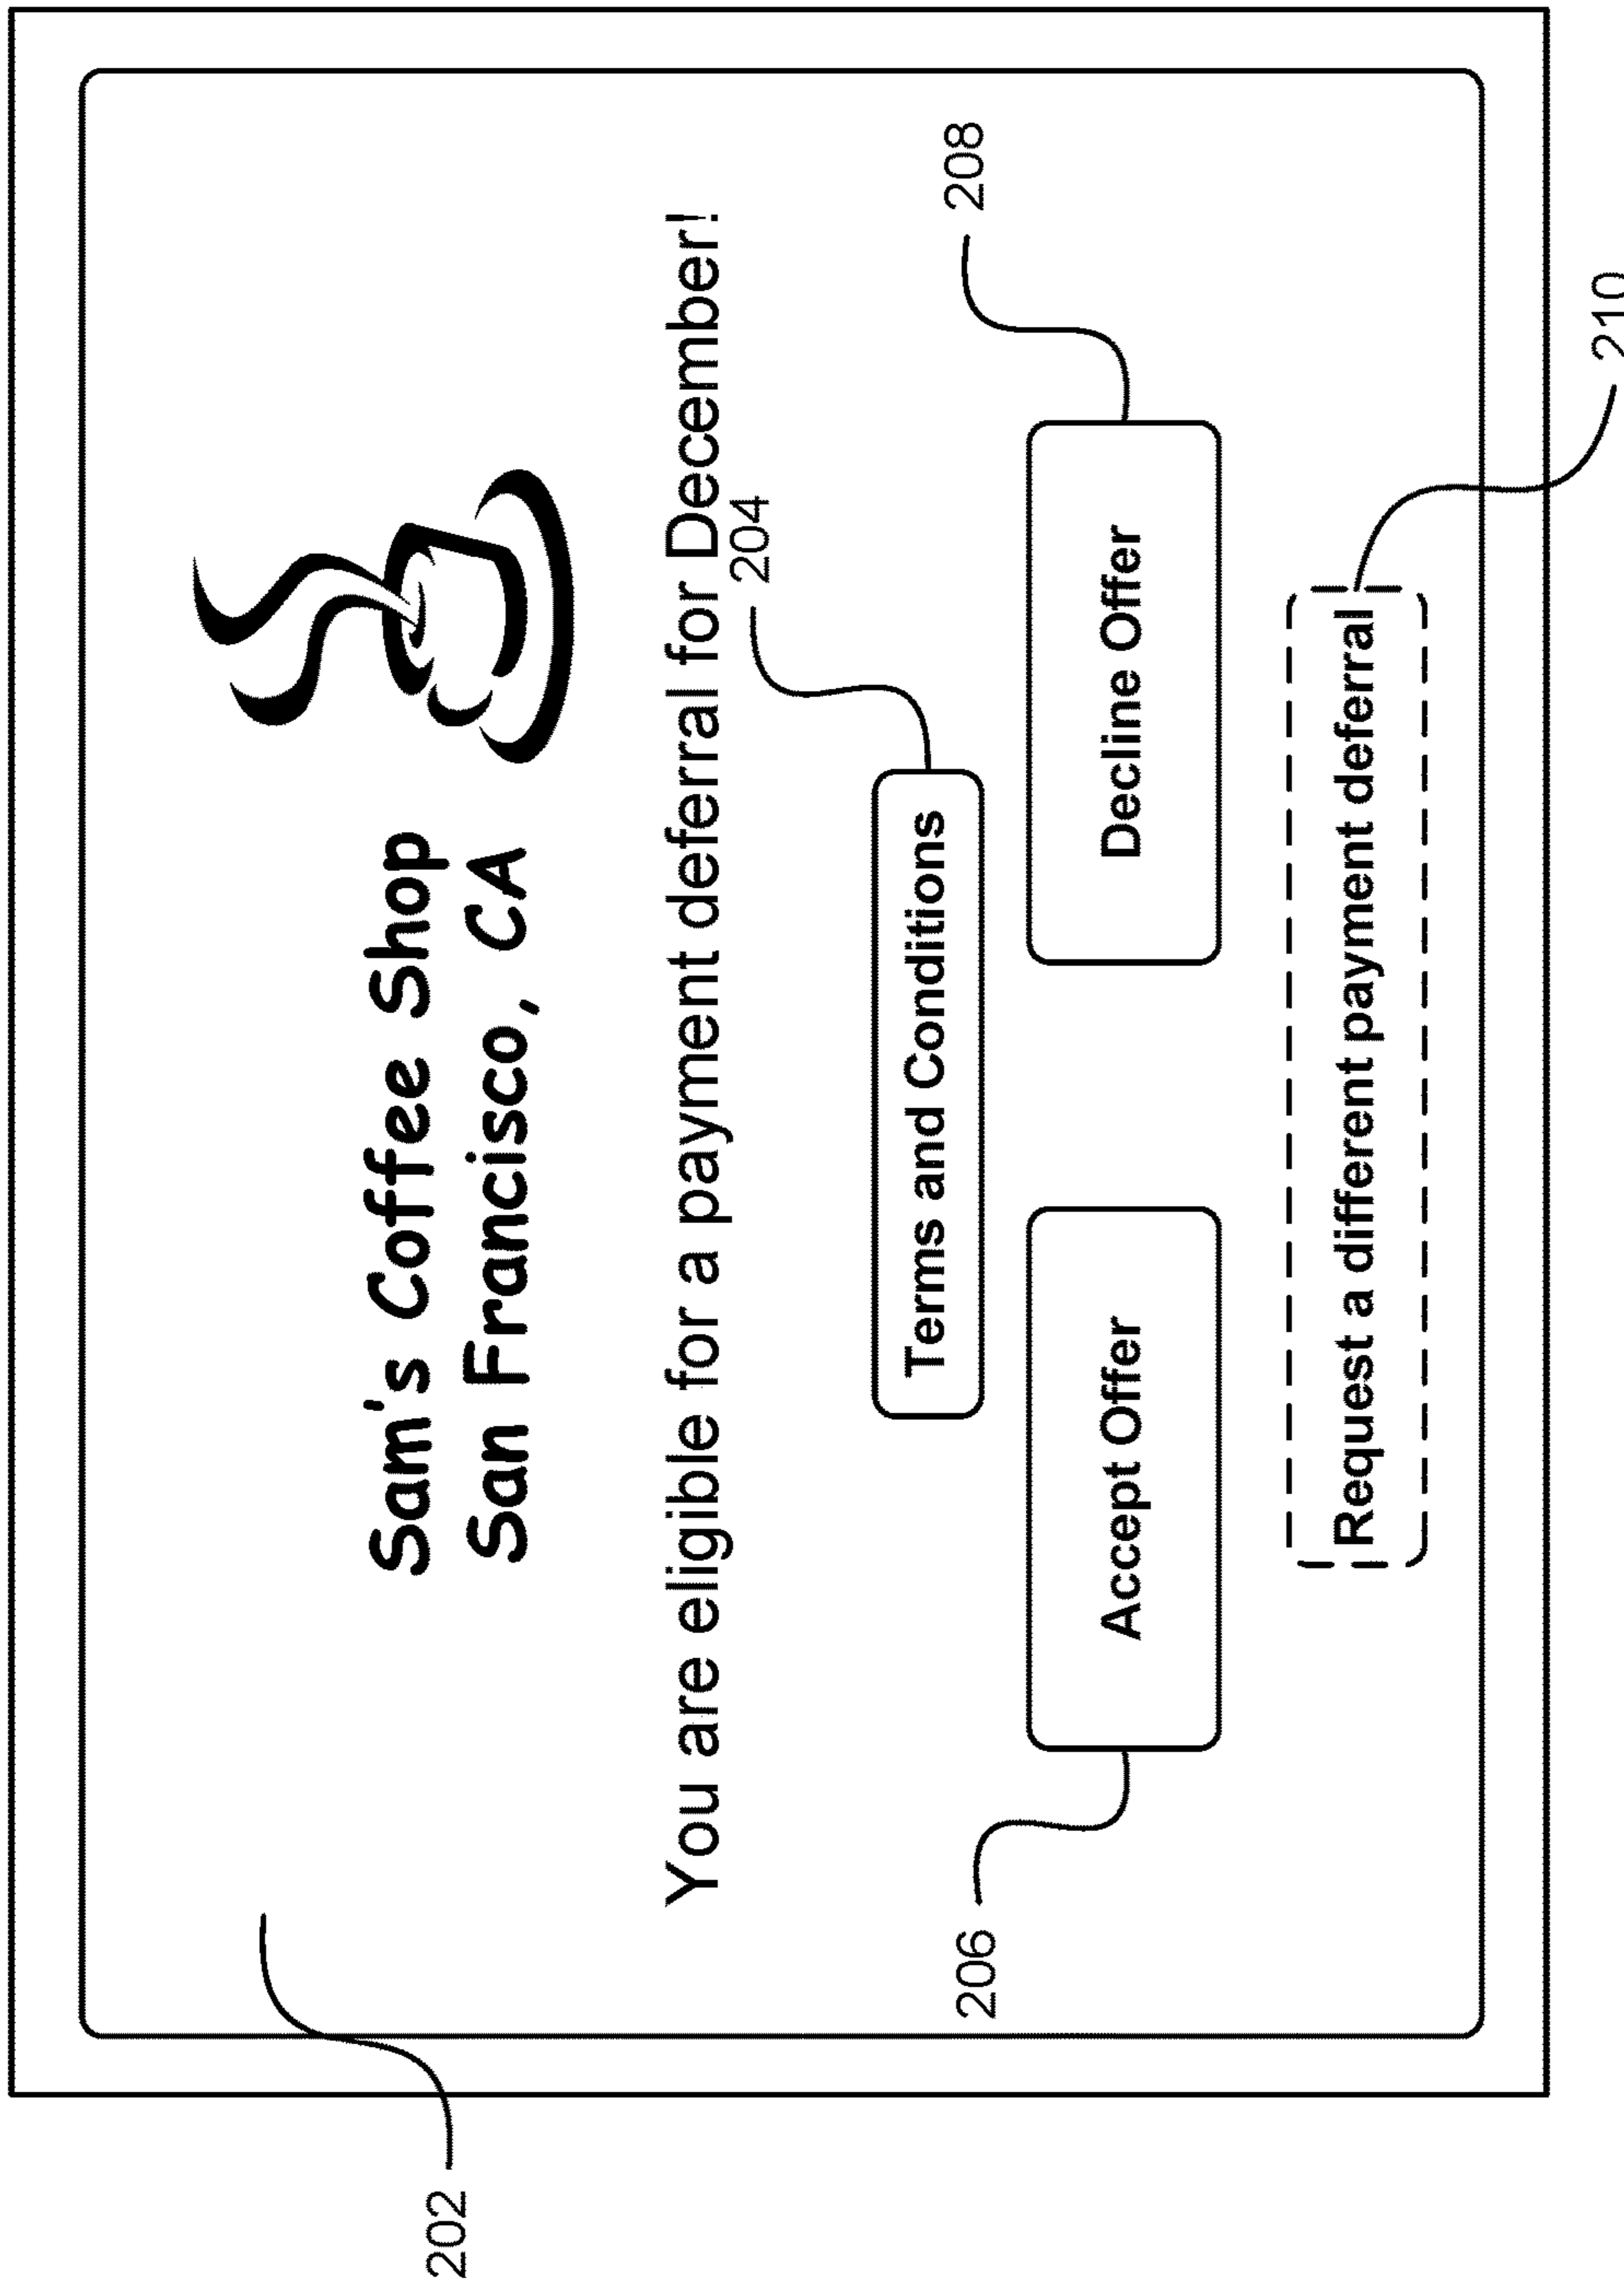 202
Sam's Coffee Shop
San Francisco, CA
You are eligible for a payment deferral for December!
204
Terms and Conditions
206
Accept Offer
Decline Offer
208
Request a different payment deferral
210